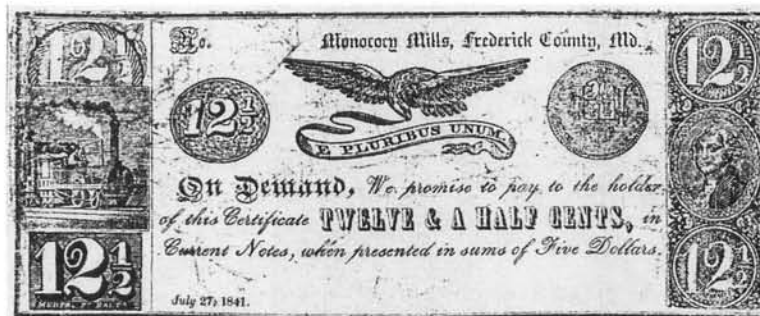 12½
No.
Monococy Mills, Frederick County, Md.
12½
12½
E PLURIBUS UNUM.
On Demand, We promise to pay to the holder
of this Certificate TWELVE & A HALF CENTS, in
Current Notes, when presented in sums of Five Dollars.
12½
12½
July 27, 1841.